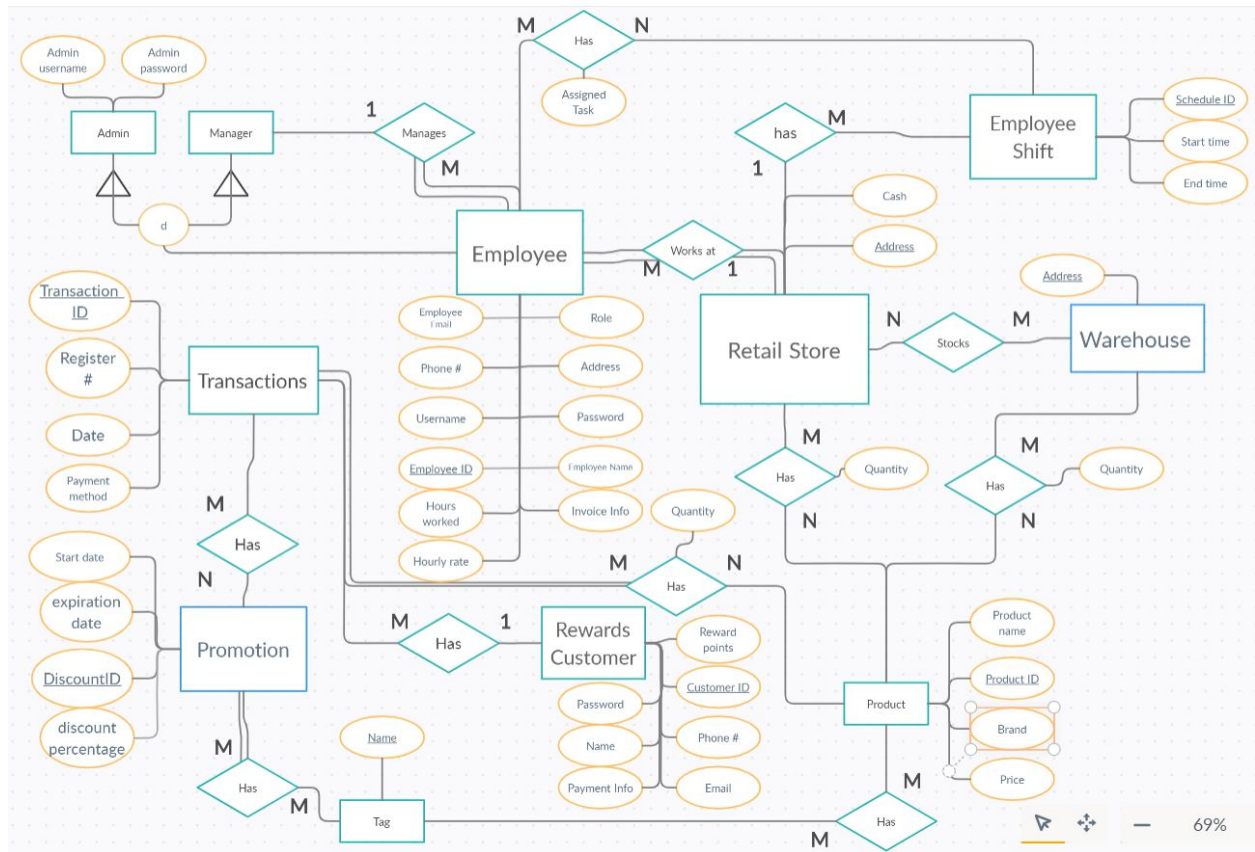 M
Has
N
Assigned
Task
Admin
username
Admin
password
Admin
Manager
1
Manages
M
has
M
1
Employee
Shift
Schedule ID
Start time
End time
Cash
Address
Employee
M
Works at
1
Transaction
ID
Register
#
Date
Payment
method
Transactions
Employee
Role
Phone #
Address
Username
Password
Employee ID
Employee Name
Hours
worked
Invoice Info
Hourly rate
Retail Store
N
Stocks
M
Address
Warehouse
M
Has
Quantity
N
M
Has
Quantity
N
d
M
Has
N
Start date
expiration
date
DiscountID
discount
percentage
Promotion
Quantity
M
Has
N
M
Has
1
Rewards
Customer
Reward
points
Customer ID
Password
Name
Phone #
Payment Info
Email
Product
Product
name
Product ID
Brand
Price
M
Has
M
Name
Tag
M
Has
M
69%